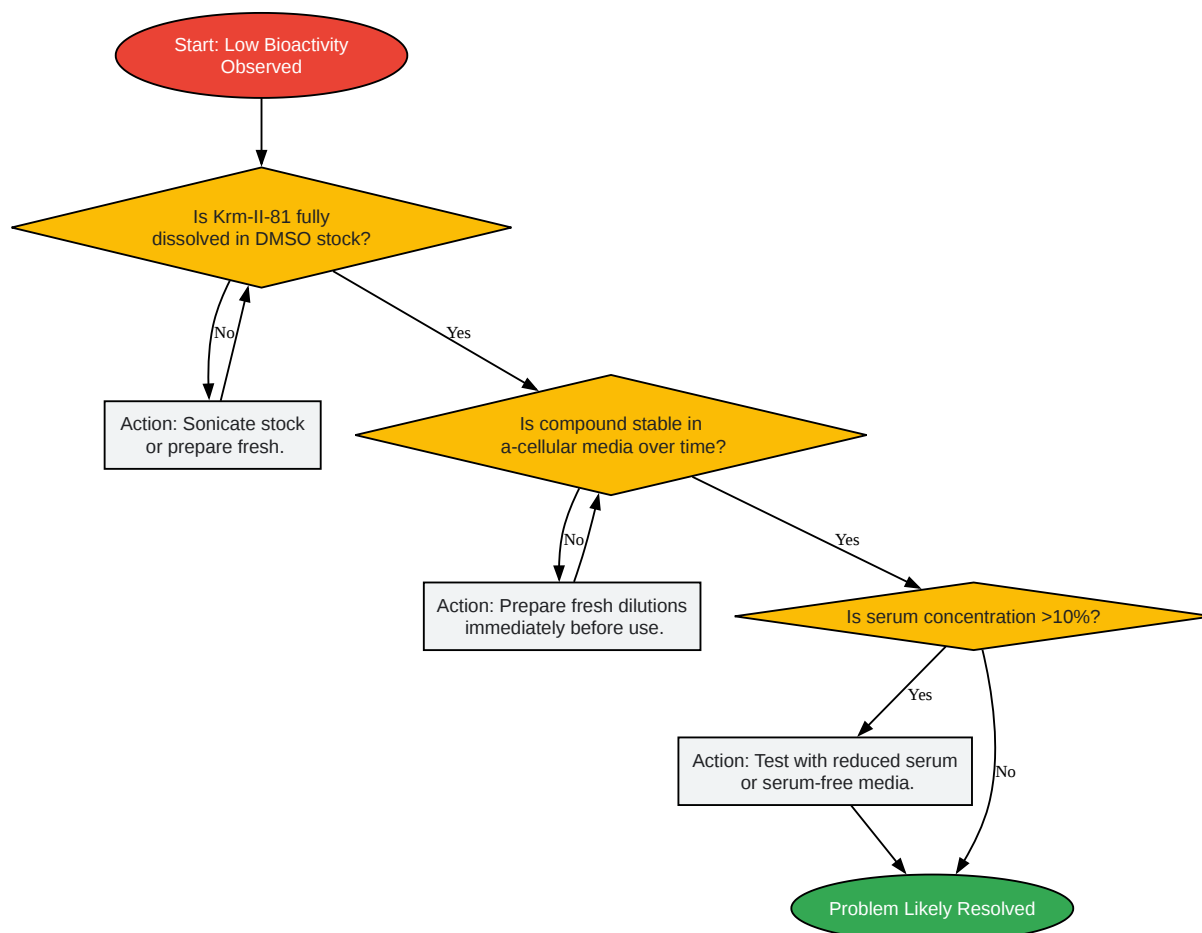 Start: Low Bioactivity
Observed
Is Krm-II-81 fully
dissolved in DMSO stock?
No
Yes
Action: Sonicate stock
or prepare fresh.
Is compound stable in
a-cellular media over time?
No
Yes
Action: Prepare fresh dilutions
immediately before use.
Is serum concentration >10%?
Yes
No
Action: Test with reduced serum
or serum-free media.
Problem Likely Resolved